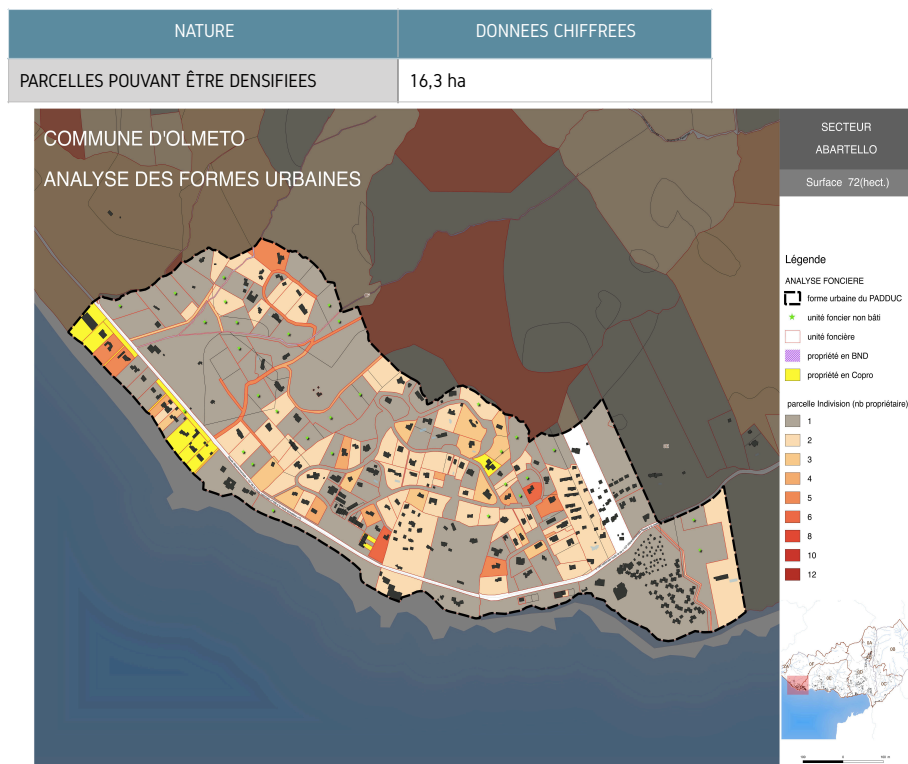 NATURE DONNEES CHIFFREES
PARCELLES POUVANT ÊTRE DENSIFIEES 16,3 ha
COMMUNE D'OLMETO
ANALYSE DES FORMES URBAINES
SECTEUR
ABARTELLO
Surface 72(hect.)
Légende
ANALYSE FONCIERE
forme urbaine du PADDUC
unité foncier non bâti
unité foncière
propriété en BND
propriété en Copro
parcelle Indivision (nb propriétaire)
1
2
3
4
5
6
8
10
12